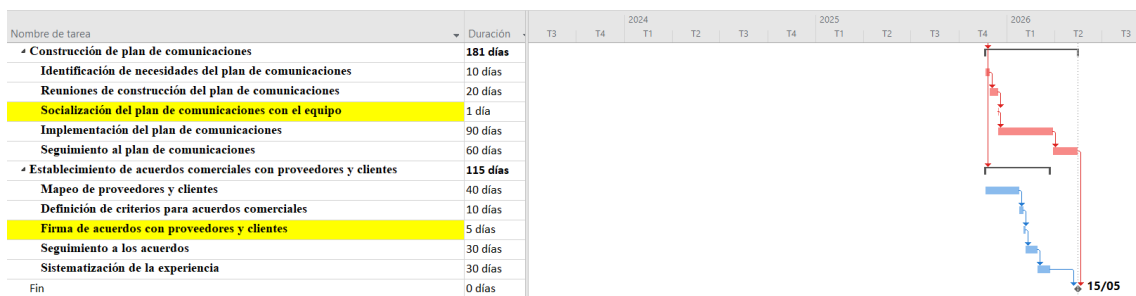 2024 2025 2026
Nombre de tarea Duración T3 T4 T1 T2 T3 T4 T1 T2 T3 T4 T1 T2 T3
Construcción de plan de comunicaciones 181 días
Identificación de necesidades del plan de comunicaciones 10 días
Reuniones de construcción del plan de comunicaciones 20 días
Socialización del plan de comunicaciones con el equipo 1 día
Implementación del plan de comunicaciones 90 días
Seguimiento al plan de comunicaciones 60 días
Establecimiento de acuerdos comerciales con proveedores y clientes 115 días
Mapeo de proveedores y clientes 40 días
Definición de criterios para acuerdos comerciales 10 días
Firma de acuerdos con proveedores y clientes 5 días
Seguimiento a los acuerdos 30 días
Sistematización de la experiencia 30 días
Fin 0 días 15/05